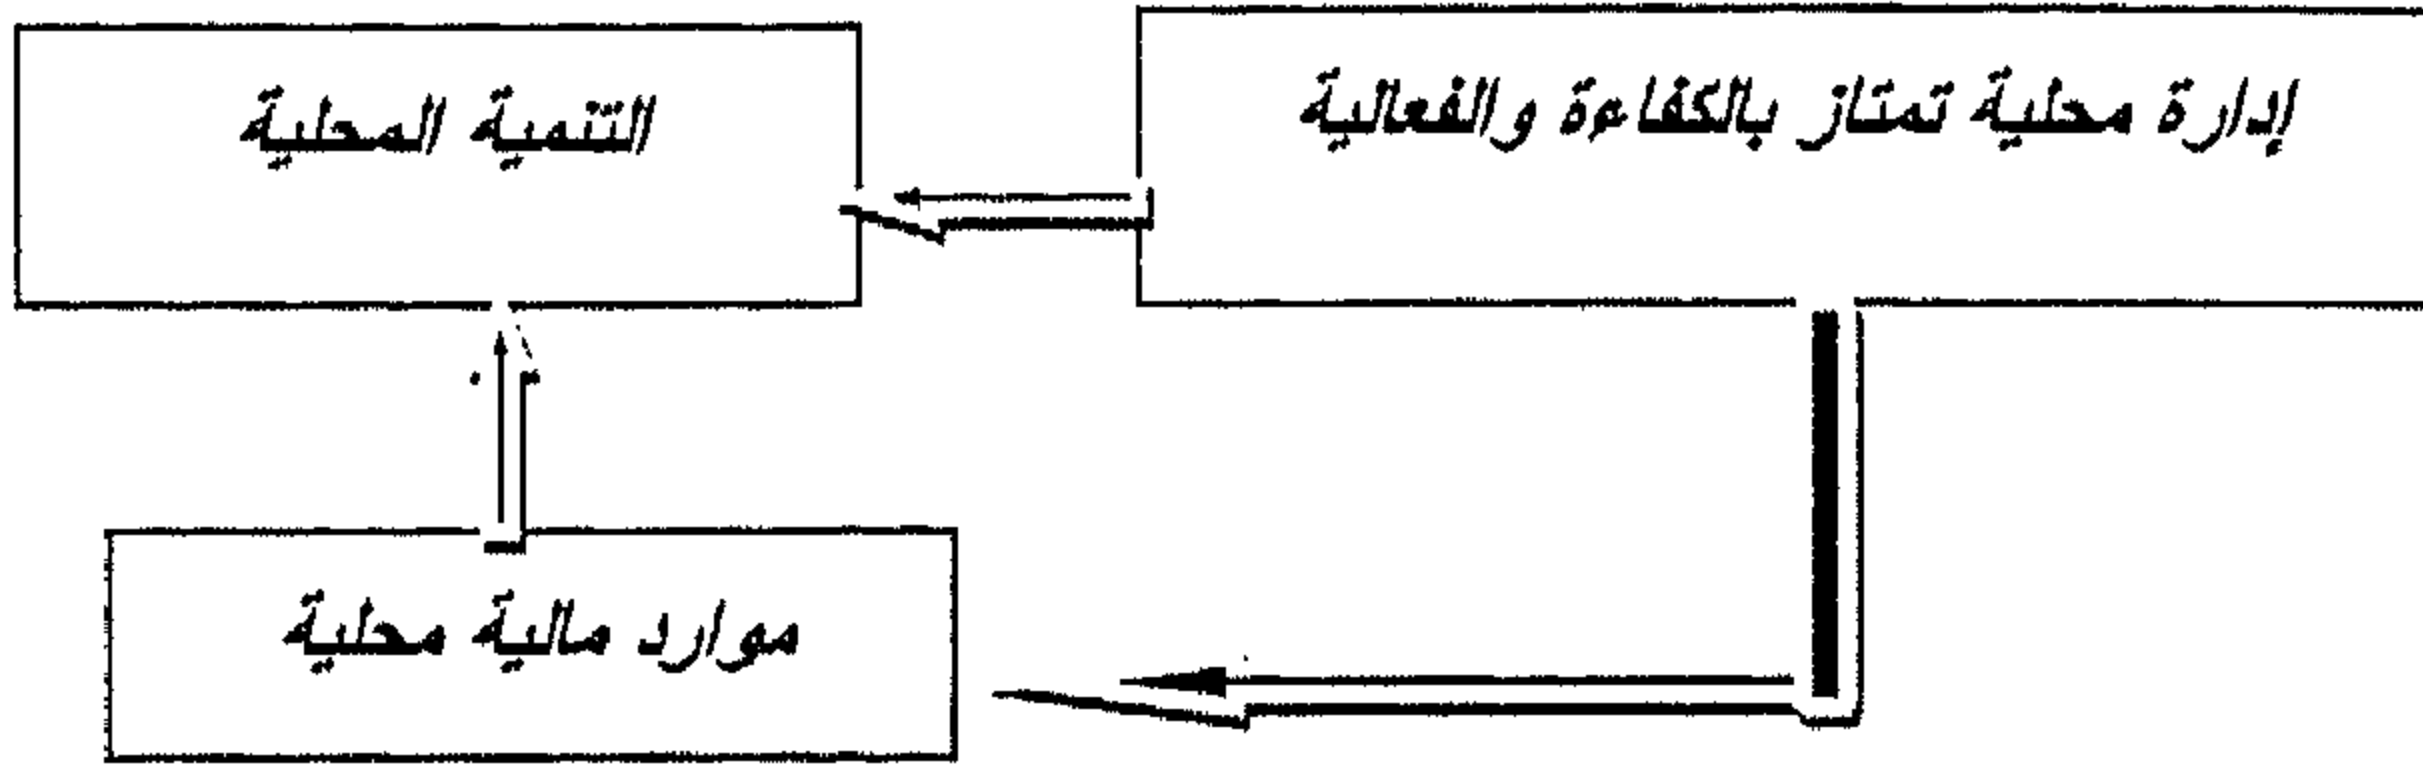 إدارة محلية تمتاز بالكفاءة والفعالية
التنمية المحلية
موارد مالية محلية